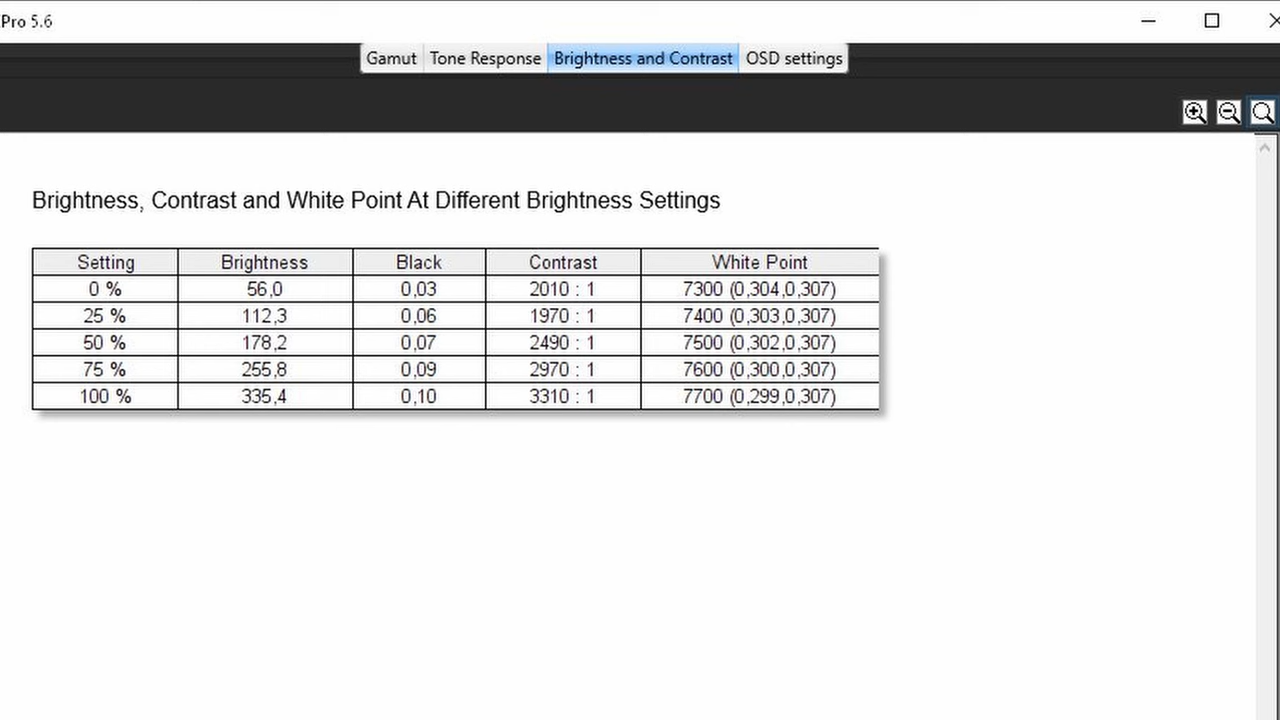 Pro 5.6
Gamut Tone Response Brightness and Contrast OSD settings
Brightness, Contrast and White Point At Different Brightness Settings
Setting Brightness Black Contrast White Point
0 % 56,0 0,03 2010 : 1 7300 (0,304,0,307)
25 % 112,3 0,06 1970 : 1 7400 (0,303,0,307)
50 % 178,2 0,07 2490 : 1 7500 (0,302,0,307)
75 % 255,8 0,09 2970 : 1 7600 (0,300,0,307)
100 % 335,4 0,10 3310 : 1 7700 (0,299,0,307)